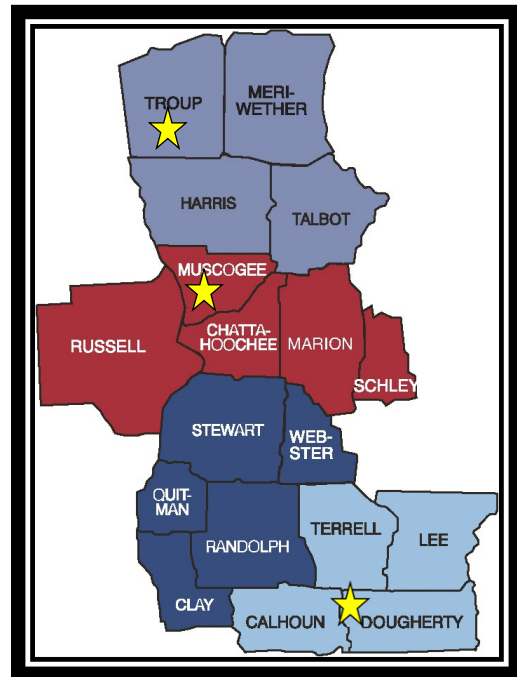 TROUP
MERI-
WETHER
HARRIS
TALBOT
MUSCOGEE
RUSSELL
CHATTA-
HOOCHEE
MARION
SCHLEY
STEWART
WEB-
STER
QUIT-
MAN
RANDOLPH
TERRELL
LEE
CLAY
CALHOUN
DOUGHERTY